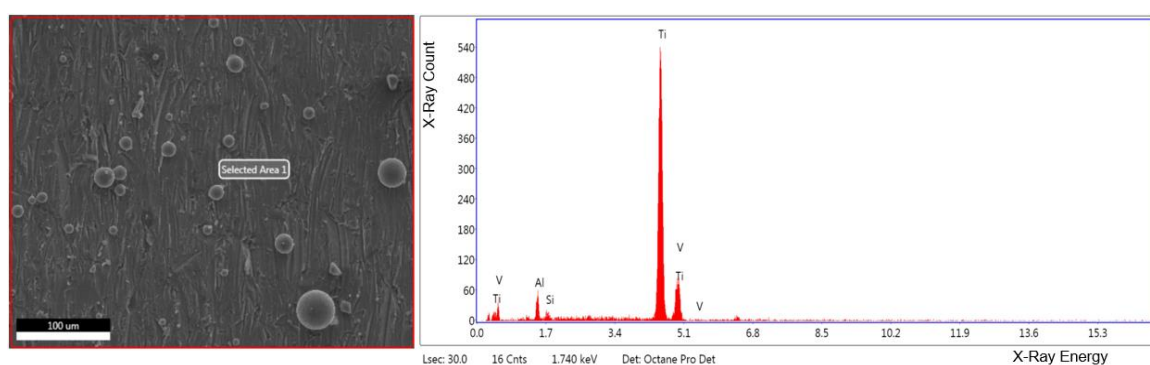 Selected Area 1
100 um
X-Ray Count
540
480
420
360
300
240
180
120
60
0
Ti
V
Ti
Al
Si
V
Ti
V
0.0 1.7 3.4 5.1 6.8 8.5 10.2 11.9 13.6 15.3
Lsec: 30.0 16 Cnts 1.740 keV Det: Octane Pro Det
X-Ray Energy